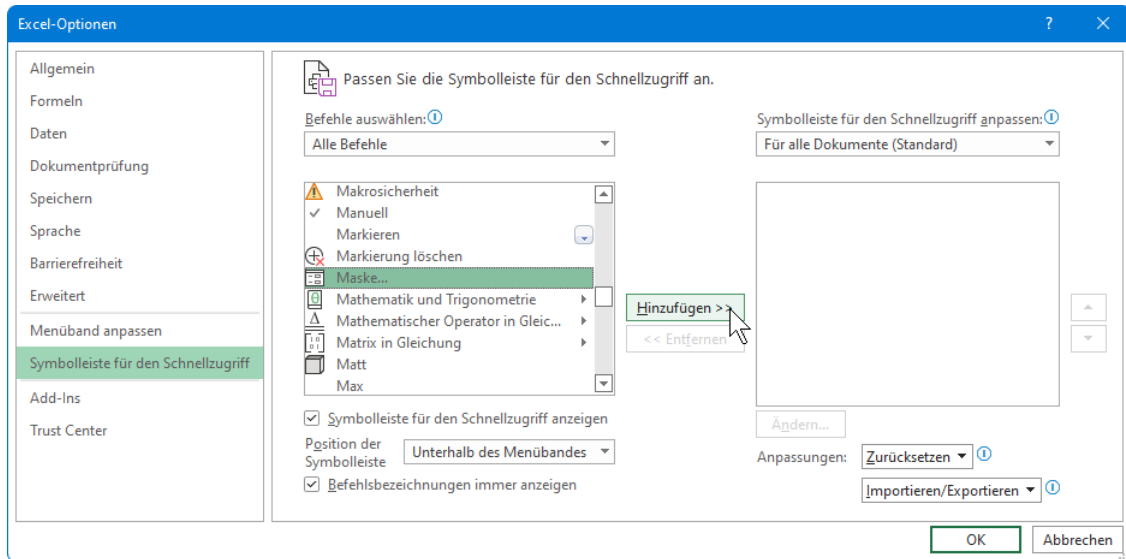 Excel-Optionen
?
Allgemein
Formeln
Daten
Dokumentprüfung
Speichern
Sprache
Barrierefreiheit
Erweitert
Menüband anpassen
Symbolleiste für den Schnellzugriff
Add-Ins
Trust Center
Passen Sie die Symbolleiste für den Schnellzugriff an.
Befehle auswählen:
Alle Befehle
Makrosicherheit
Manuell
Markieren
Markierung löschen
Maske...
Mathematik und Trigonometrie
Mathematischer Operator in Gleic...
Matrix in Gleichung
Matt
Max
Symbolleiste für den Schnellzugriff anzeigen
Position der
Symbolleiste
Unterhalb des Menübandes
Befehlsbezeichnungen immer anzeigen
Hinzufügen >>
<< Entfernen
Symbolleiste für den Schnellzugriff anpassen:
Für alle Dokumente (Standard)
Ändern...
Anpassungen:
Zurücksetzen
Importieren/Exportieren
OK
Abbrechen